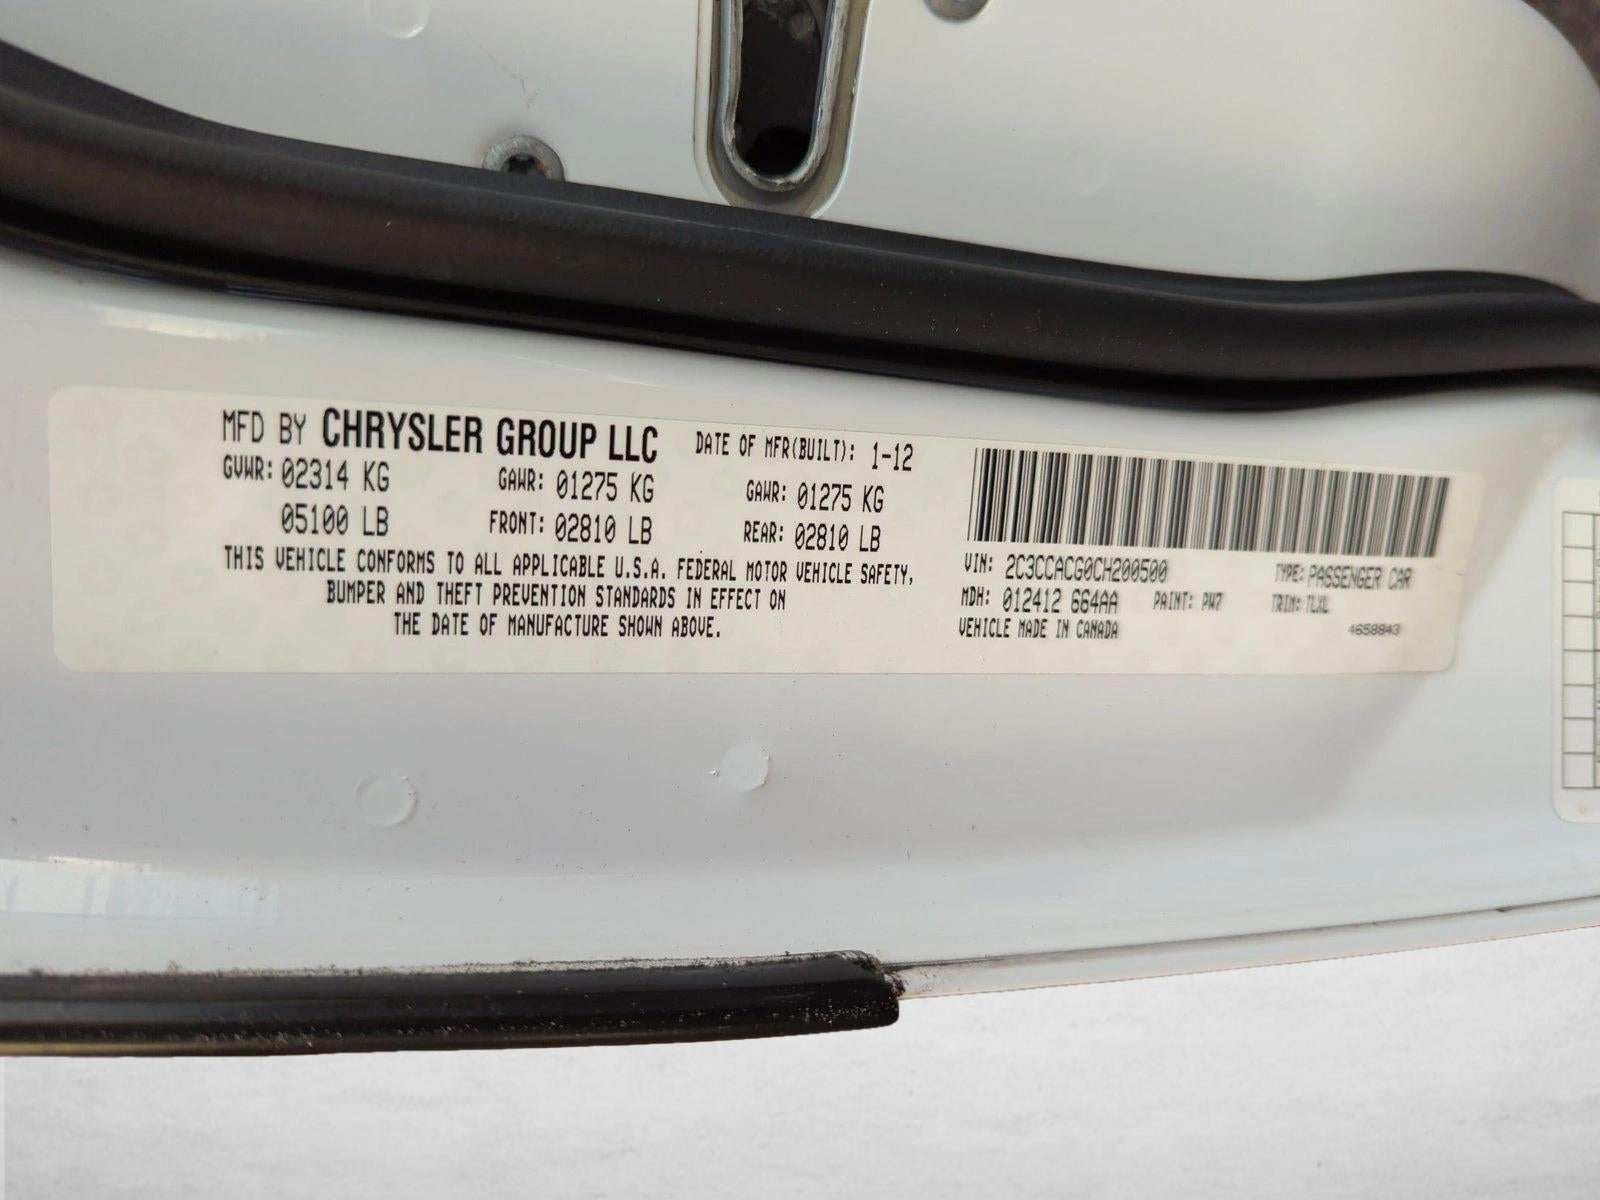 MFD BY CHRYSLER GROUP LLC DATE OF MFR(BUILT): 1-12
GVWR: 02314 KG GAWR: 01275 KG GAWR: 01275 KG
05100 LB FRONT: 02810 LB REAR: 02810 LB
THIS VEHICLE CONFORMS TO ALL APPLICABLE U.S.A. FEDERAL MOTOR VEHICLE SAFETY,
BUMPER AND THEFT PREVENTION STANDARDS IN EFFECT ON
THE DATE OF MANUFACTURE SHOWN ABOVE.
VIN: 2C3CCACG0CH200500 TYPE: PASSENGER CAR
MDH: 012412 664AA PAINT: PW7 TRIM: TLXL
VEHICLE MADE IN CANADA 4658843